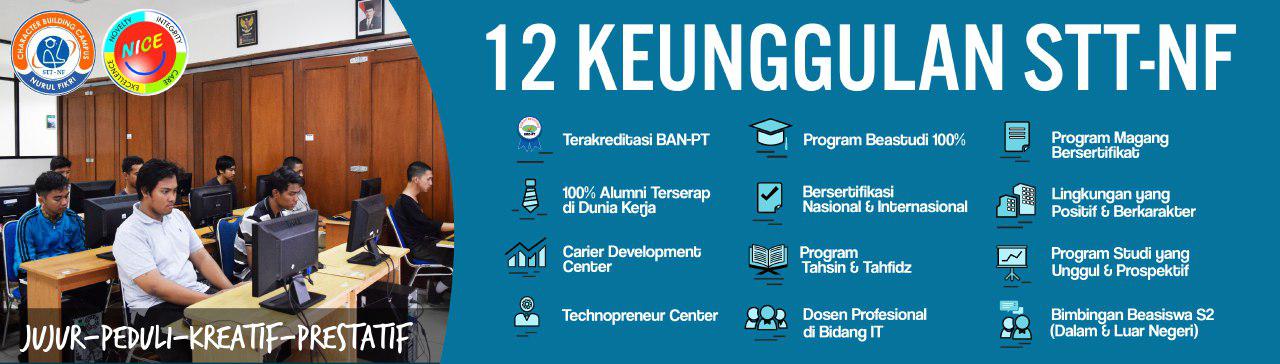 CHARACTER BUILDING CAMPUS
STT - NF
NURUL FIKRI
NOVELTY
INTEGRITY
NICE
EXCELLENCE
CARE
12 KEUNGGULAN STT-NF
Terakreditasi BAN-PT
100% Alumni Terserap
di Dunia Kerja
Carier Development
Center
Technopreneur Center
Program Beastudi 100%
Bersertifikasi
Nasional & Internasional
Program
Tahsin & Tahfidz
Dosen Profesional
di Bidang IT
Program Magang
Bersertifikat
Lingkungan yang
Positif & Berkarakter
Program Studi yang
Unggul & Prospektif
Bimbingan Beasiswa S2
(Dalam & Luar Negeri)
JUJUR-PEDULI-KREATIF-PRESTATIF